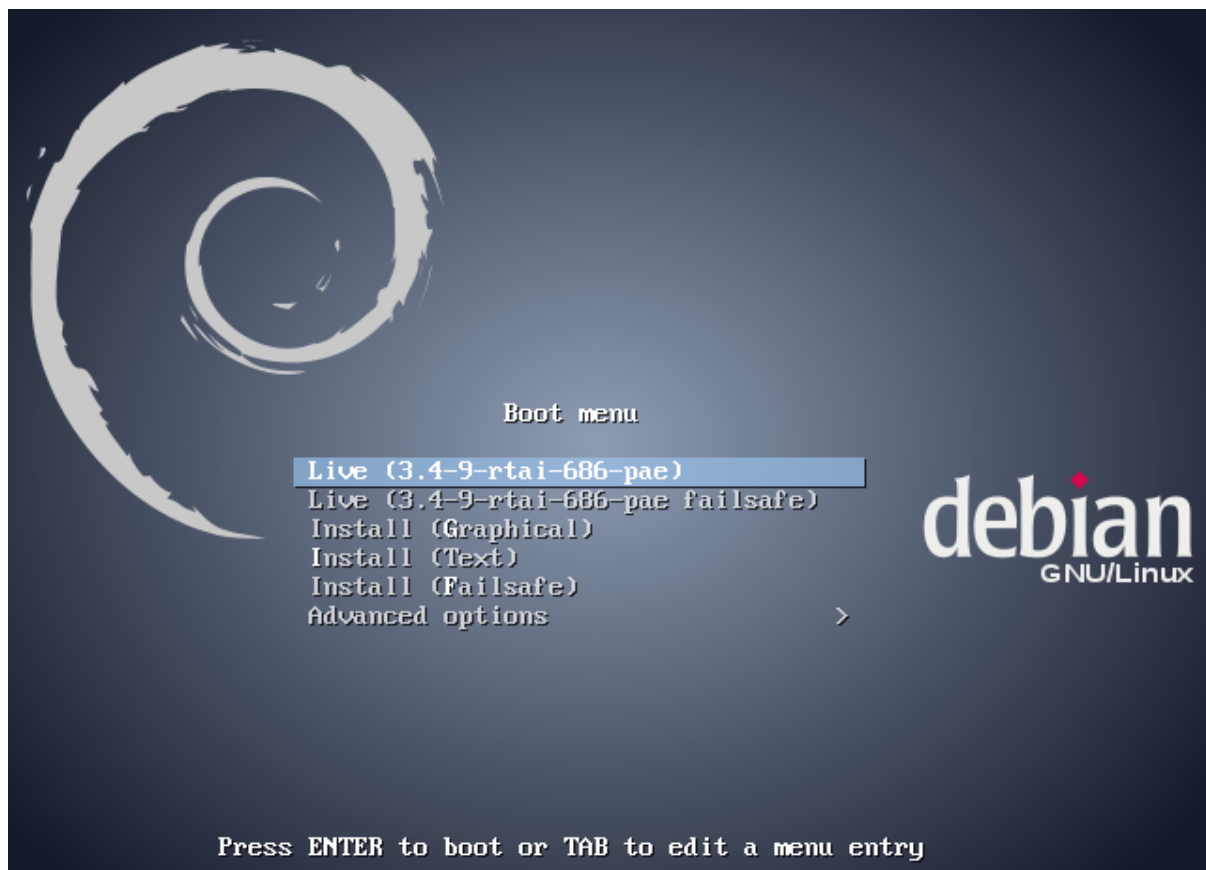 Boot menu
Live (3.4-9-rtai-686-pae)
Live (3.4-9-rtai-686-pae failsafe)
Install (Graphical)
Install (Text)
Install (Failsafe)
Advanced options >
debian
GNU/Linux
Press ENTER to boot or TAB to edit a menu entry